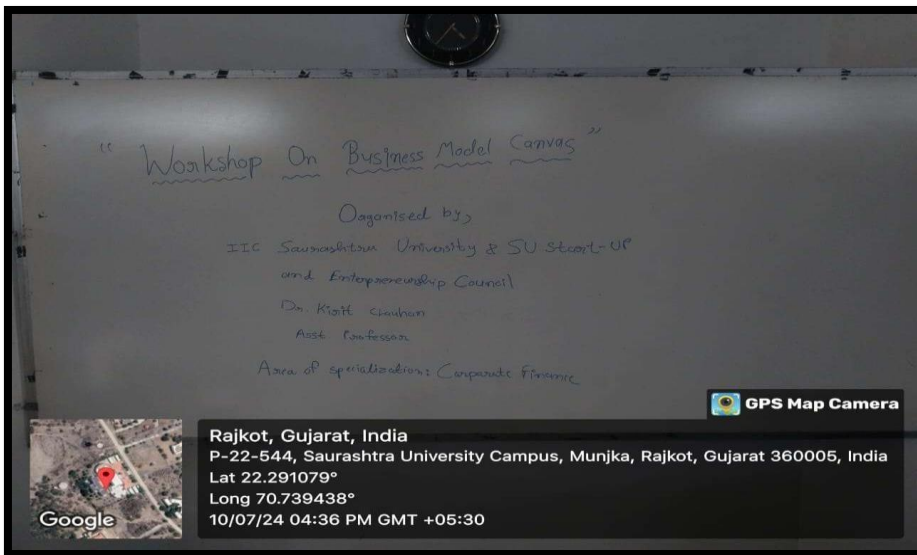 “ Workshop On Business Model Canvas ”
Organised by,
IIC Saurashtra University & SU Start-UP
and Enterpreneurship Council
Dr. Kirit Chauhan
Asst Professor
Area of specialization: Corporate Finance
GPS Map Camera
Rajkot, Gujarat, India
P-22-544, Saurashtra University Campus, Munjka, Rajkot, Gujarat 360005, India
Lat 22.291079°
Long 70.739438°
10/07/24 04:36 PM GMT +05:30
Google